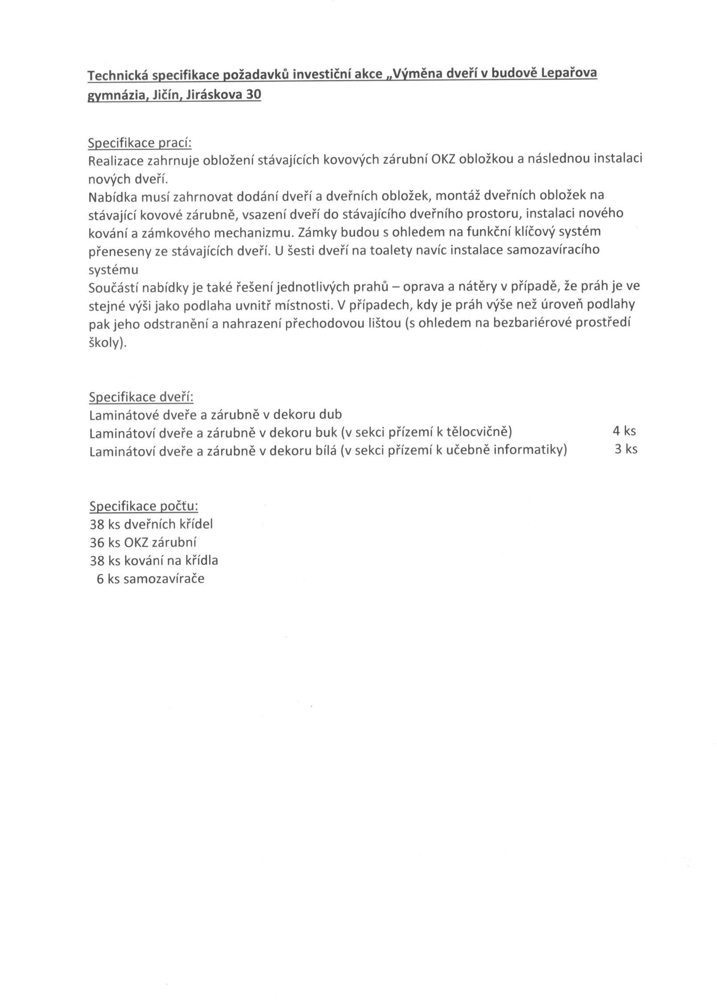 Technická specifikace požadavků investiční akce „Výměna dveří v budově Lepařova
gymnázia, Jičín, Jiráskova 30
Specifikace prací:
Realizace zahrnuje obložení stávajících kovových zárubní OKZ obložkou a následnou instalaci
nových dveří.
Nabídka musí zahrnovat dodání dveří a dveřních obložek, montáž dveřních obložek na
stávající kovové zárubně, vsazení dveří do stávajícího dveřního prostoru, instalaci nového
kování a zámkového mechanizmu. Zámky budou s ohledem na funkční klíčový systém
přeneseny ze stávajících dveří. U šesti dveří na toalety navíc instalace samozavíracího
systému
Součástí nabídky je také řešení jednotlivých prahů – oprava a nátěry v případě, že práh je ve
stejné výši jako podlaha uvnitř místnosti. V případech, kdy je práh výše než úroveň podlahy
pak jeho odstranění a nahrazení přechodovou lištou (s ohledem na bezbariérové prostředí
školy).
Specifikace dveří:
Laminátové dveře a zárubně v dekoru dub
Laminátoví dveře a zárubně v dekoru buk (v sekci přízemí k tělocvičně) 4 ks
Laminátoví dveře a zárubně v dekoru bílá (v sekci přízemí k učebně informatiky) 3 ks
Specifikace počťu:
38 ks dveřních křídel
36 ks OKZ zárubní
38 ks kování na křídla
6 ks samozavírače